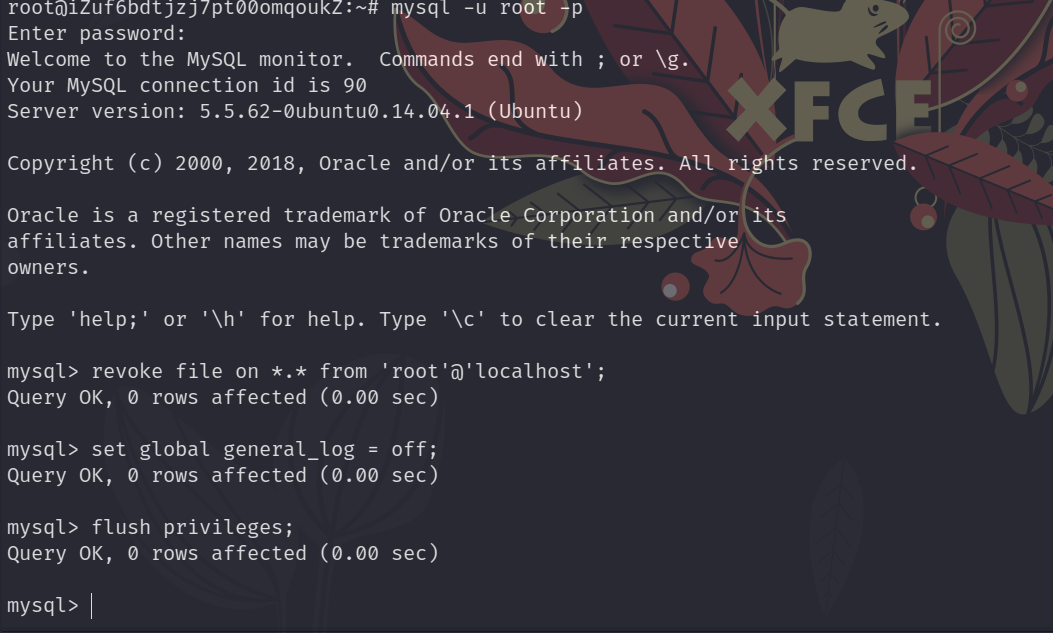 root@iZuf6bdtjzj7pt00omqoukZ:~# mysql -u root -p
Enter password:
Welcome to the MySQL monitor.  Commands end with ; or \g.
Your MySQL connection id is 90
Server version: 5.5.62-0ubuntu0.14.04.1 (Ubuntu)
XFCE
Copyright (c) 2000, 2018, Oracle and/or its affiliates. All rights reserved.
Oracle is a registered trademark of Oracle Corporation and/or its
affiliates. Other names may be trademarks of their respective
owners.
Type 'help;' or '\h' for help. Type '\c' to clear the current input statement.
mysql> revoke file on *.* from 'root'@'localhost';
Query OK, 0 rows affected (0.00 sec)
mysql> set global general_log = off;
Query OK, 0 rows affected (0.00 sec)
mysql> flush privileges;
Query OK, 0 rows affected (0.00 sec)
mysql>